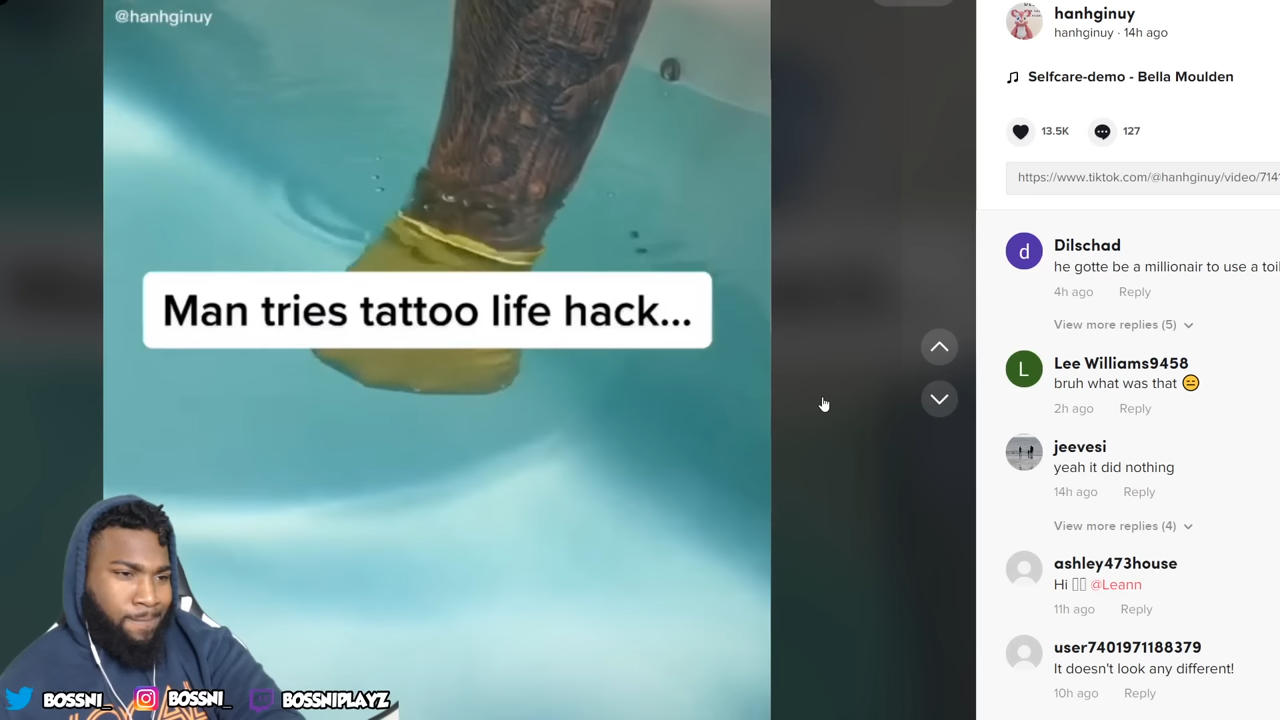 @hanhginuy
Man tries tattoo life hack...
BOSSNI_
BOSSNI_
BOSSNIPLAYZ
hanhginuy
hanhginuy · 14h ago
Selfcare-demo - Bella Moulden
13.5K
127
https://www.tiktok.com/@hanhginuy/video/714
d
Dilschad
he gotte be a millionair to use a
4h ago Reply
View more replies (5)
L
Lee Williams9458
bruh what was that 😑
2h ago Reply
jeevesi
yeah it did nothing
14h ago Reply
View more replies (4)
ashley473house
Hi @Leann
11h ago Reply
user7401971188379
It doesn't look any different!
10h ago Reply